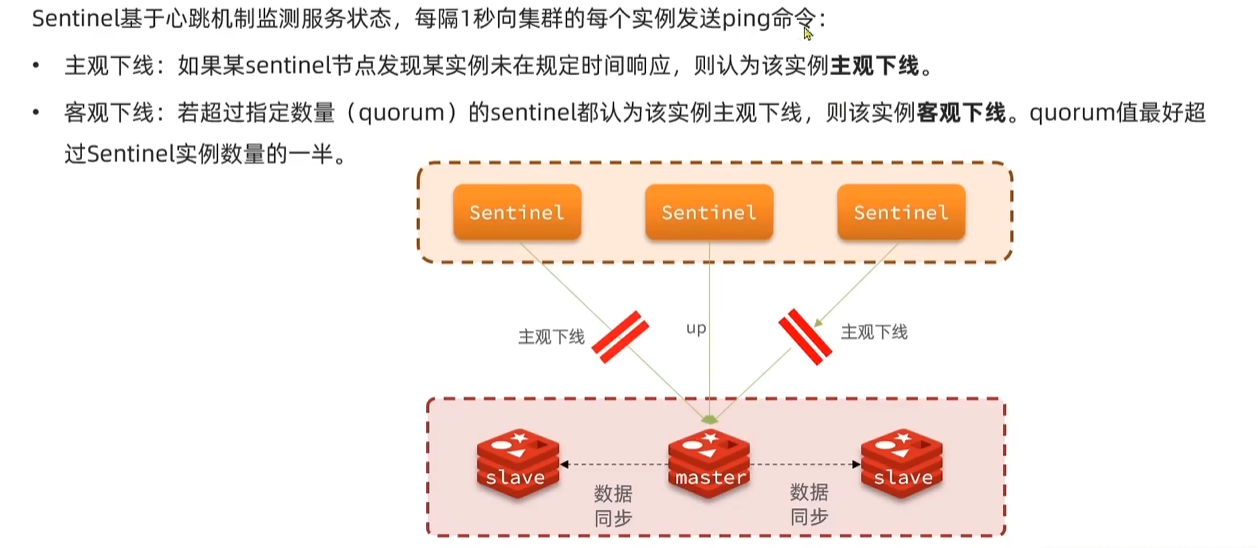 Sentinel基于心跳机制监测服务状态，每隔1秒向集群的每个实例发送ping命令：
• 主观下线：如果某sentinel节点发现某实例未在规定时间响应，则认为该实例主观下线。
• 客观下线：若超过指定数量（quorum）的sentinel都认为该实例主观下线，则该实例客观下线。quorum值最好超
过Sentinel实例数量的一半。
Sentinel
Sentinel
Sentinel
主观下线
up
主观下线
slave
master
slave
数据
同步
数据
同步